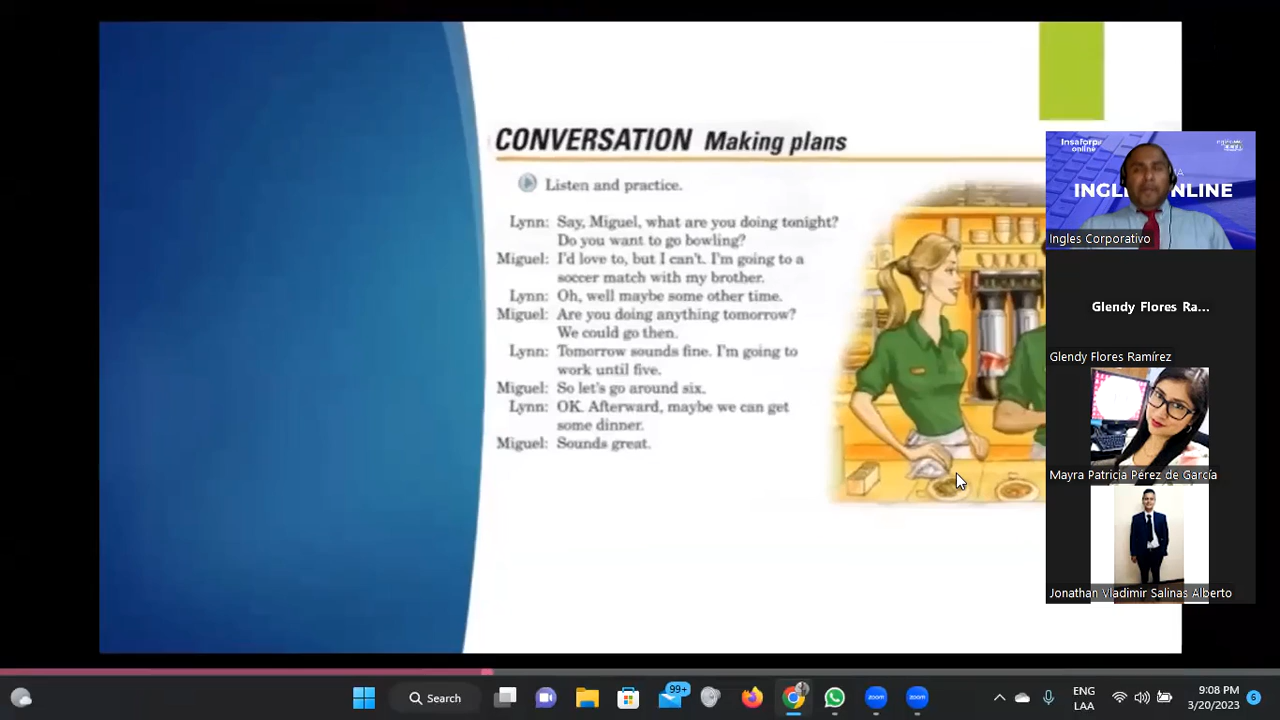 CONVERSATION Making plans
Listen and practice.
Lynn: Say, Miguel, what are you doing tonight?
Do you want to go bowling?
Miguel: I'd love to, but I can't. I'm going to a
soccer match with my brother.
Lynn: Oh, well maybe some other time.
Miguel: Are you doing anything tomorrow?
We could go then.
Lynn: Tomorrow sounds fine. I'm going to
work until five.
Miguel: So let's go around six.
Lynn: OK. Afterward, maybe we can get
some dinner.
Miguel: Sounds great.
Insaforp
online
INGL NLINE
Ingles Corporativo
Glendy Flores Ra...
Glendy Flores Ramírez
Mayra Patricia Pérez de García
Jonathan Vladimir Salinas Alberto
Search
99+
zoom
zoom
ENG
LAA
9:08 PM
3/20/2023
6